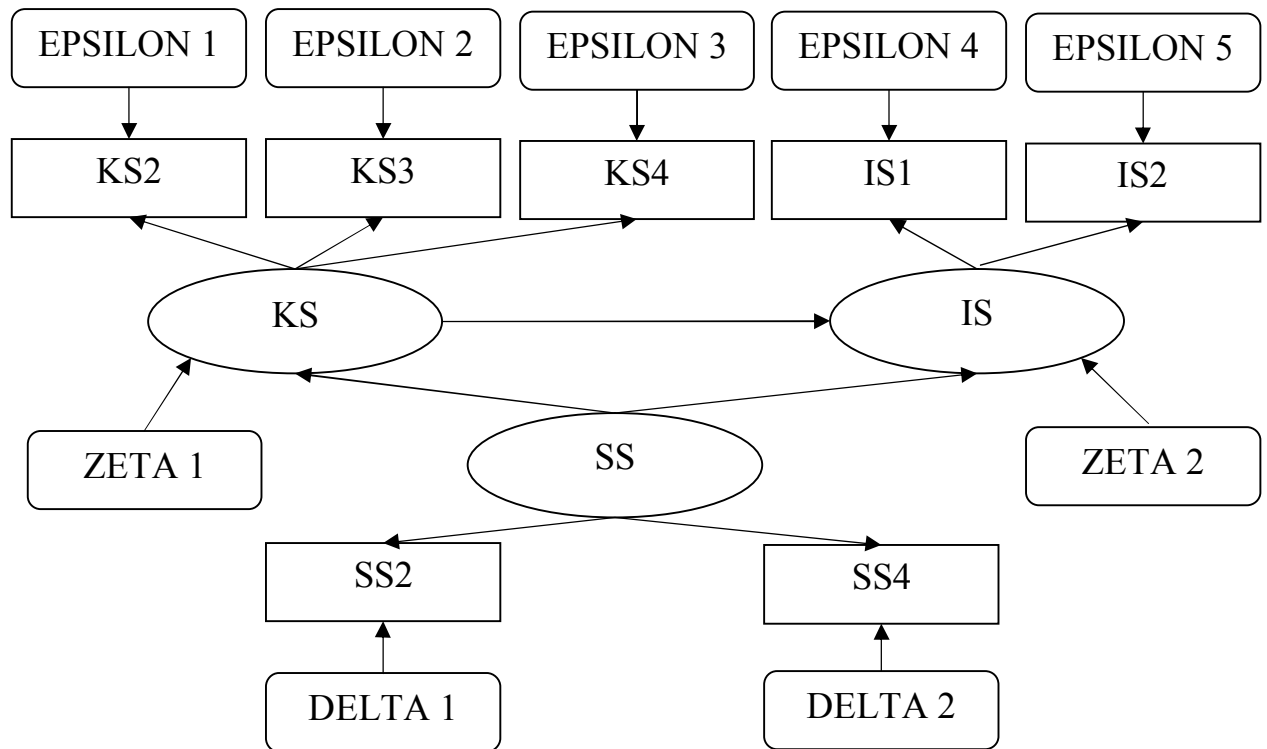 EPSILON 1
EPSILON 2
EPSILON 3
EPSILON 4
EPSILON 5
KS2
KS3
KS4
IS1
IS2
KS
IS
ZETA 1
SS
ZETA 2
SS2
SS4
DELTA 1
DELTA 2